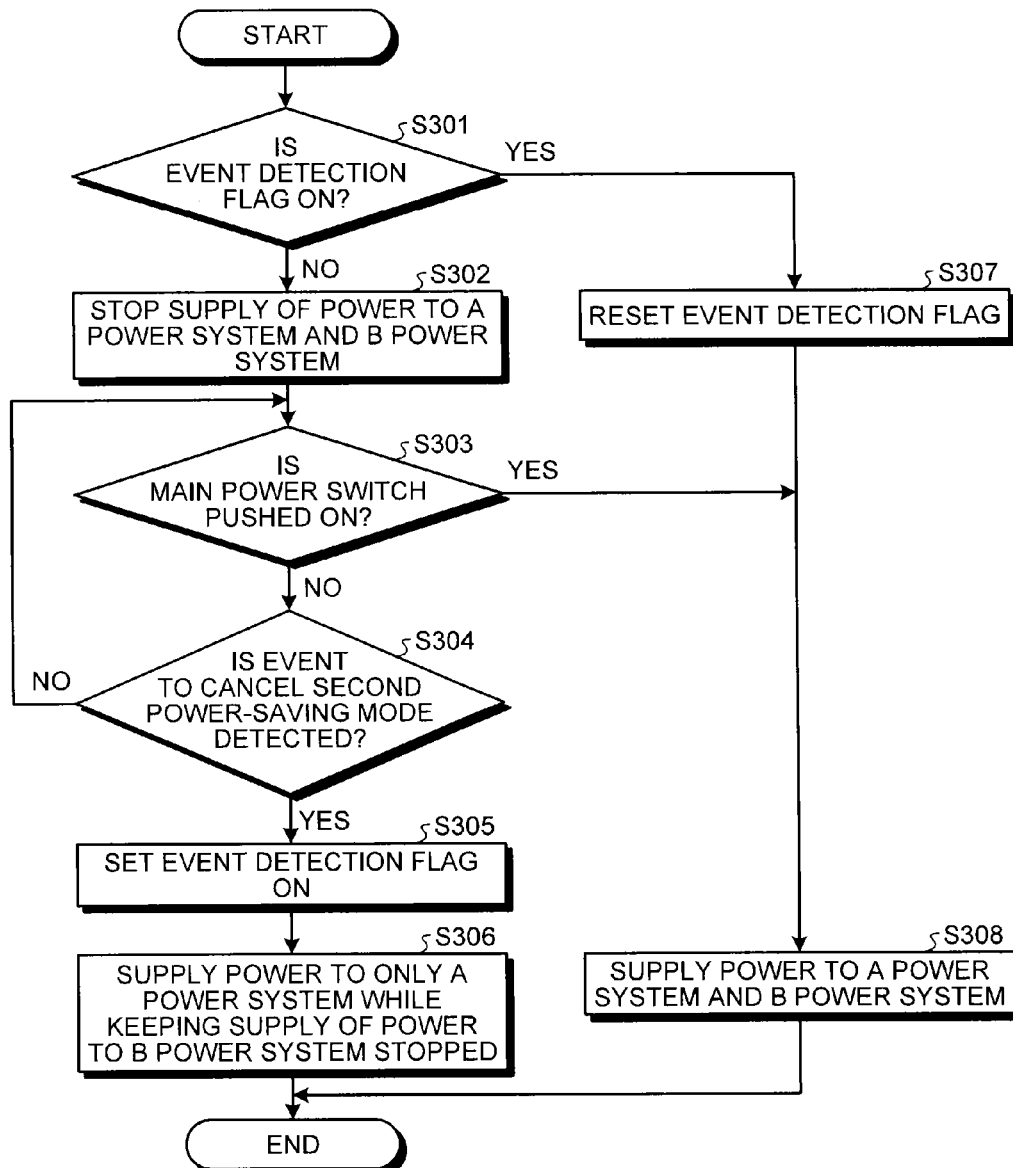 START
S301
IS
EVENT DETECTION
FLAG ON?
YES
NO
S302
STOP SUPPLY OF POWER TO A
POWER SYSTEM AND B POWER
SYSTEM
S307
RESET EVENT DETECTION FLAG
S303
IS
MAIN POWER SWITCH
PUSHED ON?
YES
NO
S304
IS EVENT
TO CANCEL SECOND
POWER-SAVING MODE
DETECTED?
NO
YES
S305
SET EVENT DETECTION FLAG
ON
S306
SUPPLY POWER TO ONLY A
POWER SYSTEM WHILE
KEEPING SUPPLY OF POWER
TO B POWER SYSTEM STOPPED
S308
SUPPLY POWER TO A POWER
SYSTEM AND B POWER SYSTEM
END